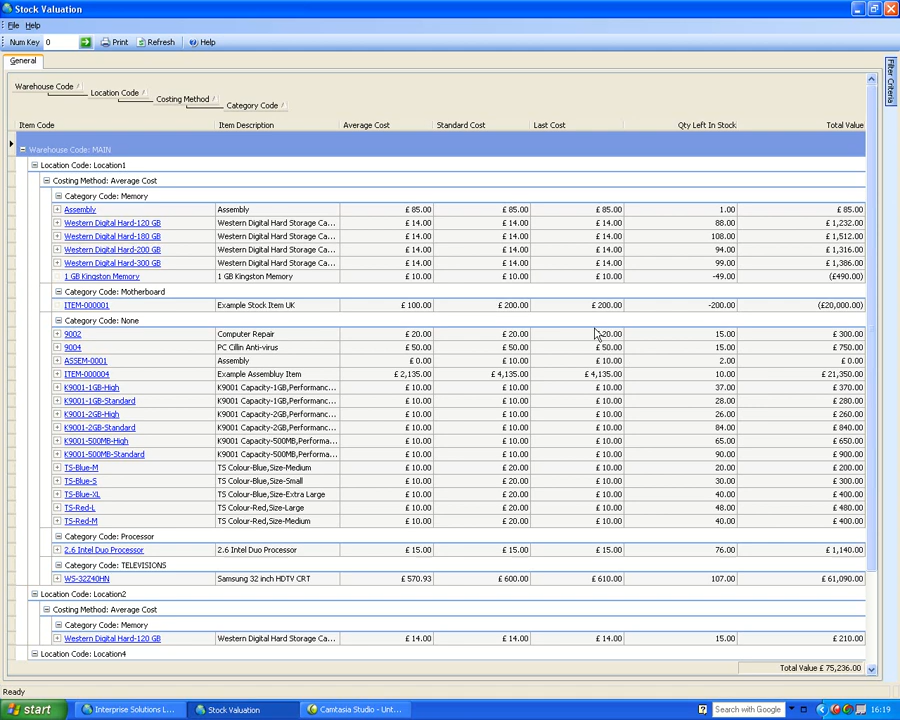 Stock Valuation
File Help
Num Key 0 Print Refresh Help
General
Filter Criteria
Warehouse Code
Location Code
Costing Method
Category Code
Item Code Item Description Average Cost Standard Cost Last Cost Qty Left In Stock Total Value
Warehouse Code: MAIN
Location Code: Location1
Costing Method: Average Cost
Category Code: Memory
Assembly Assembly £ 85.00 £ 85.00 £ 85.00 1.00 £ 85.00
Western Digital Hard-120 GB Western Digital Hard Storage Ca... £ 14.00 £ 14.00 £ 14.00 88.00 £ 1,232.00
Western Digital Hard-180 GB Western Digital Hard Storage Ca... £ 14.00 £ 14.00 £ 14.00 108.00 £ 1,512.00
Western Digital Hard-200 GB Western Digital Hard Storage Ca... £ 14.00 £ 14.00 £ 14.00 94.00 £ 1,316.00
Western Digital Hard-300 GB Western Digital Hard Storage Ca... £ 14.00 £ 14.00 £ 14.00 99.00 £ 1,386.00
1 GB Kingston Memory 1 GB Kingston Memory £ 10.00 £ 10.00 £ 10.00 -49.00 (£490.00)
Category Code: Motherboard
ITEM-000001 Example Stock Item UK £ 100.00 £ 200.00 £ 200.00 -200.00 (£20,000.00)
Category Code: None
9002 Computer Repair £ 20.00 £ 20.00 20.00 15.00 £ 300.00
9004 PC Cillin Anti-virus £ 50.00 £ 50.00 £ 50.00 15.00 £ 750.00
ASSEM-0001 Assembly £ 0.00 £ 10.00 £ 10.00 2.00 £ 0.00
ITEM-000004 Example Assembluy Item £ 2,135.00 £ 4,135.00 £ 4,135.00 10.00 £ 21,350.00
K9001-1GB-High K9001 Capacity-1GB,Performanc... £ 10.00 £ 10.00 £ 10.00 37.00 £ 370.00
K9001-1GB-Standard K9001 Capacity-1GB,Performanc... £ 10.00 £ 10.00 £ 10.00 28.00 £ 280.00
K9001-2GB-High K9001 Capacity-2GB,Performanc... £ 10.00 £ 10.00 £ 10.00 26.00 £ 260.00
K9001-2GB-Standard K9001 Capacity-2GB,Performanc... £ 10.00 £ 10.00 £ 10.00 84.00 £ 840.00
K9001-500MB-High K9001 Capacity-500MB,Performa... £ 10.00 £ 10.00 £ 10.00 65.00 £ 650.00
K9001-500MB-Standard K9001 Capacity-500MB,Performa... £ 10.00 £ 10.00 £ 10.00 90.00 £ 900.00
TS-Blue-M TS Colour-Blue,Size-Medium £ 10.00 £ 20.00 £ 10.00 20.00 £ 200.00
TS-Blue-S TS Colour-Blue,Size-Small £ 10.00 £ 20.00 £ 10.00 30.00 £ 300.00
TS-Blue-XL TS Colour-Blue,Size-Extra Large £ 10.00 £ 20.00 £ 10.00 40.00 £ 400.00
TS-Red-L TS Colour-Red,Size-Large £ 10.00 £ 20.00 £ 10.00 48.00 £ 480.00
TS-Red-M TS Colour-Red,Size-Medium £ 10.00 £ 20.00 £ 10.00 40.00 £ 400.00
Category Code: Processor
2.6 Intel Duo Processor 2.6 Intel Duo Processor £ 15.00 £ 15.00 £ 15.00 76.00 £ 1,140.00
Category Code: TELEVISIONS
WS-32Z40HN Samsung 32 inch HDTV CRT £ 570.93 £ 600.00 £ 610.00 107.00 £ 61,090.00
Location Code: Location2
Costing Method: Average Cost
Category Code: Memory
Western Digital Hard-120 GB Western Digital Hard Storage Ca... £ 14.00 £ 14.00 £ 14.00 15.00 £ 210.00
Location Code: Location4
Total Value £ 75,236.00
Ready
start Interprise Solutions L... Stock Valuation Camtasia Studio - Unt... Search with Google 16:19